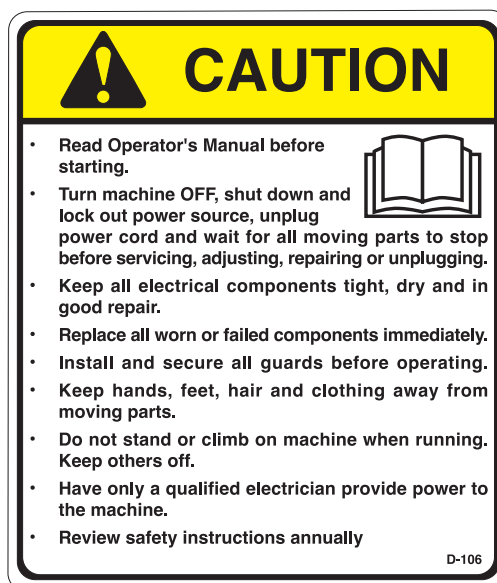 CAUTION
• Read Operator's Manual before
starting.
• Turn machine OFF, shut down and
lock out power source, unplug
power cord and wait for all moving parts to stop
before servicing, adjusting, repairing or unplugging.
• Keep all electrical components tight, dry and in
good repair.
• Replace all worn or failed components immediately.
• Install and secure all guards before operating.
• Keep hands, feet, hair and clothing away from
moving parts.
• Do not stand or climb on machine when running.
Keep others off.
• Have only a qualified electrician provide power to
the machine.
• Review safety instructions annually
D-106